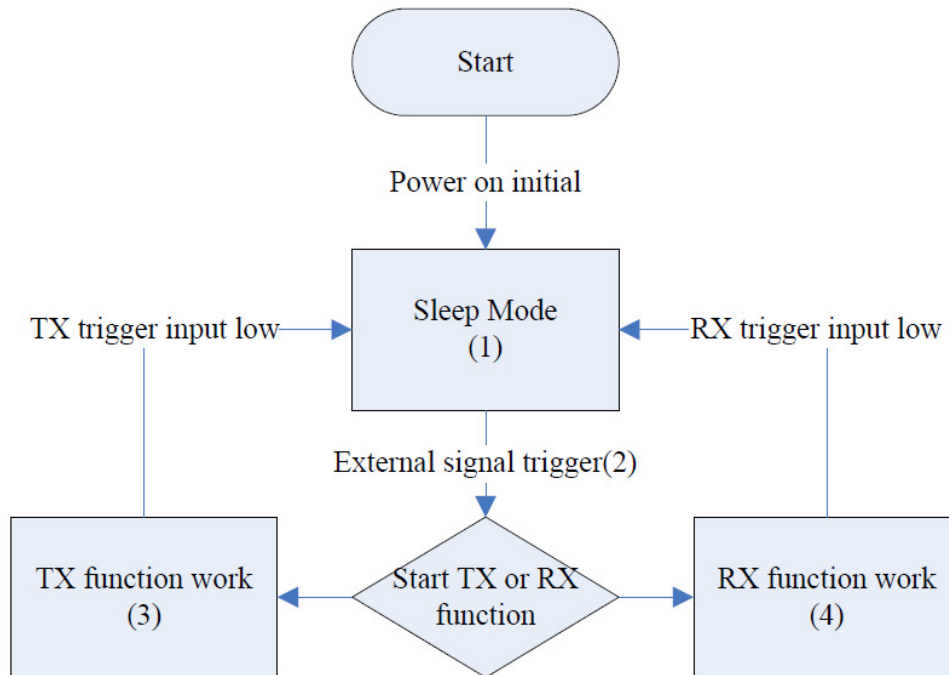 Start
Power on initial
Sleep Mode
(1)
TX trigger input low
RX trigger input low
External signal trigger(2)
TX function work
(3)
Start TX or RX
function
RX function work
(4)